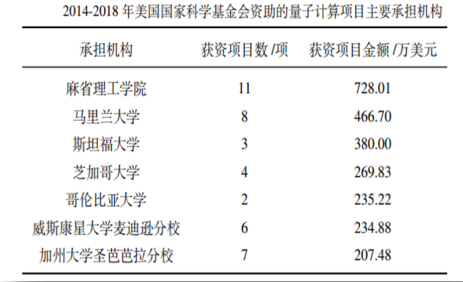 2014-2018 年美国国家科学基金会资助的量子计算项目主要承担机构
承担机构 获资项目数 /项 获资项目金额 /万美元
麻省理工学院 11 728.01
马里兰大学 8 466.70
斯坦福大学 3 380.00
芝加哥大学 4 269.83
哥伦比亚大学 2 235.22
威斯康星大学麦迪逊分校 6 234.88
加州大学圣芭芭拉分校 7 207.48